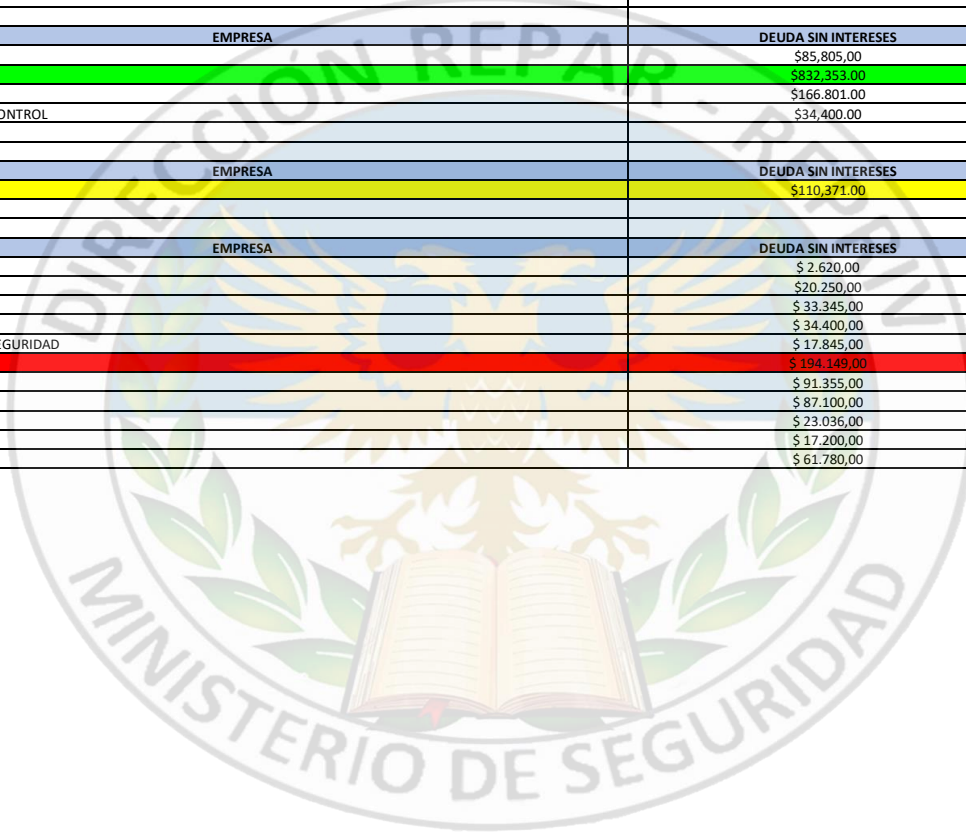 EMPRESA DEUDA SIN INTERESES
$85,805,00
$832,353.00
$166.801.00
ONTROL $34,400.00
EMPRESA DEUDA SIN INTERESES
$110,371.00
EMPRESA DEUDA SIN INTERESES
$ 2.620,00
$20.250,00
$ 33.345,00
$ 34.400,00
EGURIDAD $ 17.845,00
$ 194.149,00
$ 91.355,00
$ 87.100,00
$ 23.036,00
$ 17.200,00
$ 61.780,00
DIRECCIÓN REPAR - REPRIV
MINISTERIO DE SEGURIDAD